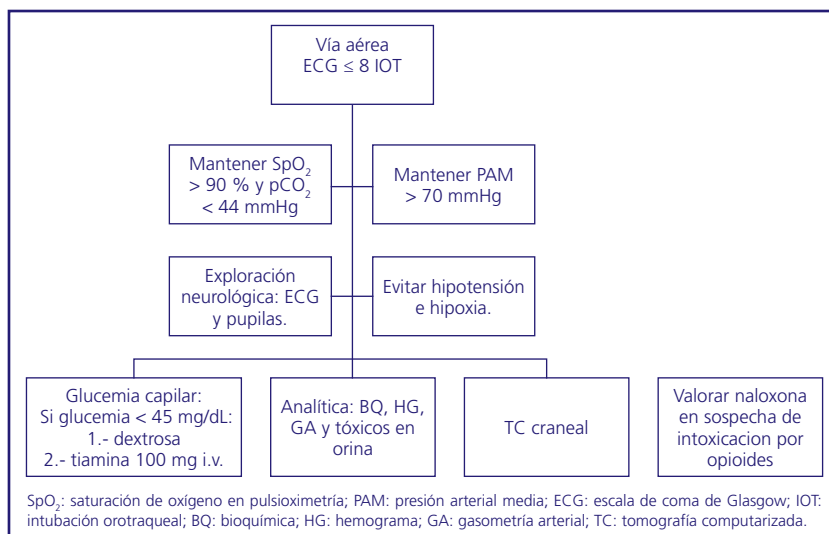 Vía aérea
ECG ≤ 8 IOT
Mantener SpO₂
> 90 % y pCO₂
< 44 mmHg
Mantener PAM
> 70 mmHg
Exploración
neurológica: ECG
y pupilas.
Evitar hipotensión
e hipoxia.
Glucemia capilar:
Si glucemia < 45 mg/dL:
1.- dextrosa
2.- tiamina 100 mg i.v.
Analítica: BQ, HG,
GA y tóxicos en
orina
TC craneal
Valorar naloxona
en sospecha de
intoxicacion por
opioides
SpO₂: saturación de oxígeno en pulsioximetría; PAM: presión arterial media; ECG: escala de coma de Glasgow; IOT:
intubación orotraqueal; BQ: bioquímica; HG: hemograma; GA: gasometría arterial; TC: tomografía computarizada.